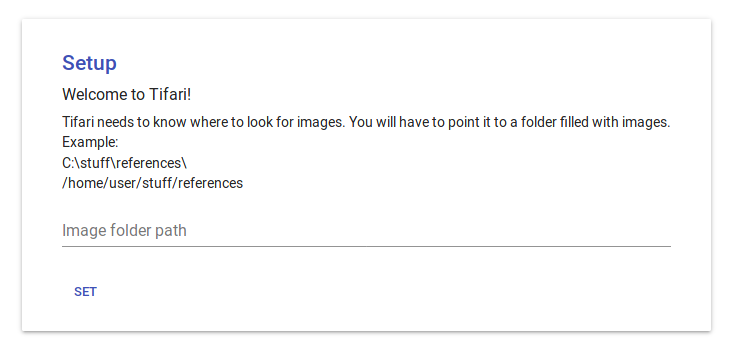 Setup
Welcome to Tifari!
Tifari needs to know where to look for images. You will have to point it to a folder filled with images.
Example:
C:\stuff\references\
/home/user/stuff/references
Image folder path
SET